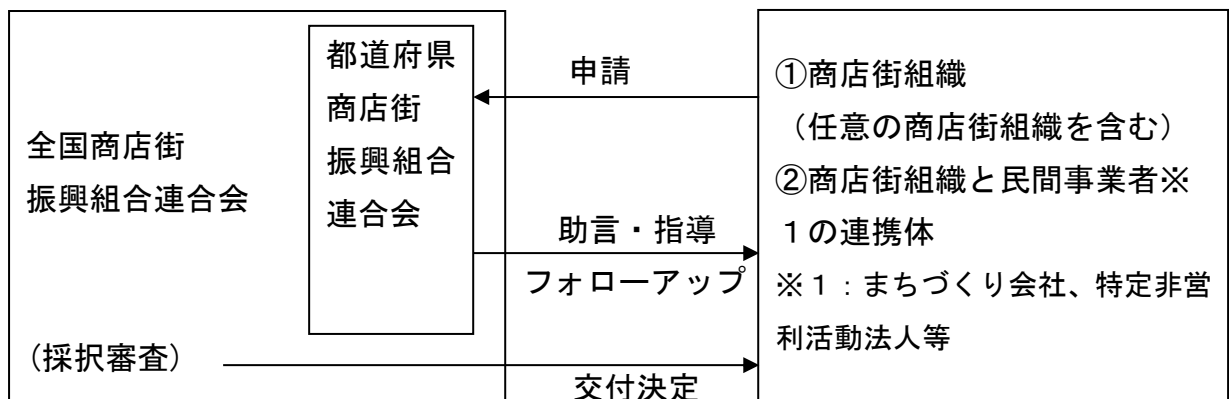 全国商店街
振興組合連合会
(採択審査)
都道府県
商店街
振興組合
連合会
申請
助言・指導
フォローアップ
交付決定
①商店街組織
（任意の商店街組織を含む）
②商店街組織と民間事業者※
１の連携体
※１：まちづくり会社、特定非営
利活動法人等